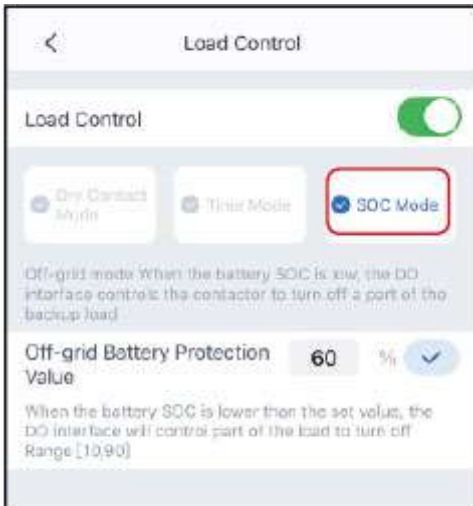 Load Control
Load Control
Dry Contact
Mode
Time Mode
SOC Mode
Off-grid mode When the battery SOC is low, the DO
interface controls the contactor to turn off a part of the
backup load
Off-grid Battery Protection
Value
60 %
When the battery SOC is lower than the set value, the
DO interface will control part of the load to turn off
Range [10,90]